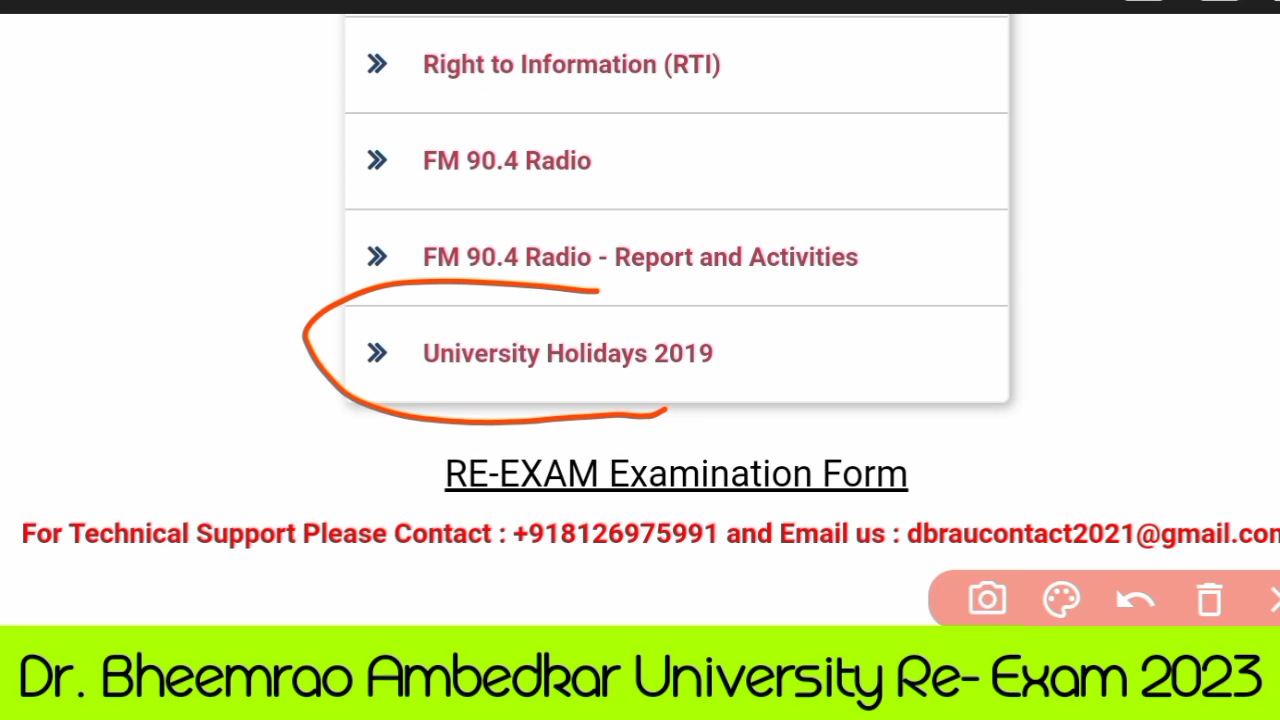 Right to Information (RTI)
FM 90.4 Radio
FM 90.4 Radio - Report and Activities
University Holidays 2019
RE-EXAM Examination Form
For Technical Support Please Contact : +918126975991 and Email us : dbraucontact2021@gmail.con
Dr. Bheemrao Ambedkar University Re- Exam 2023